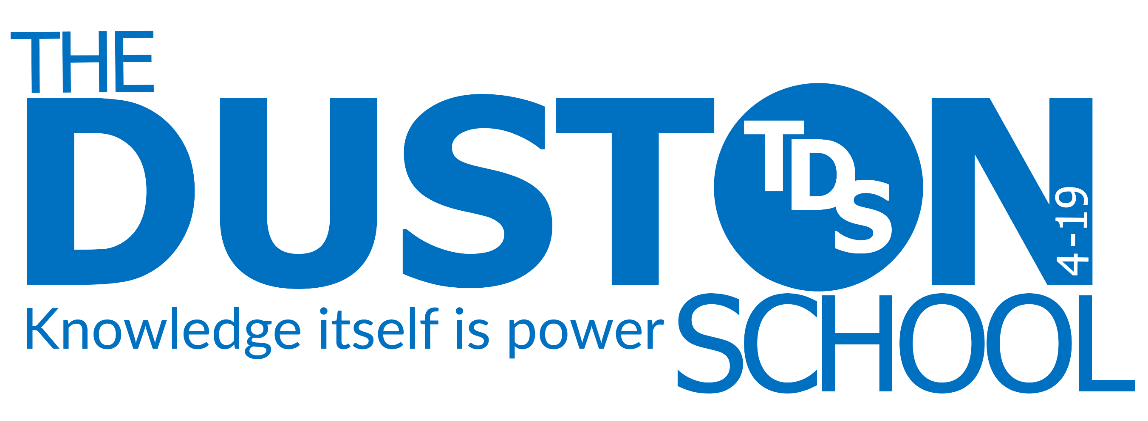 THE
DUSTON
TDS
4-19
Knowledge itself is power
SCHOOL